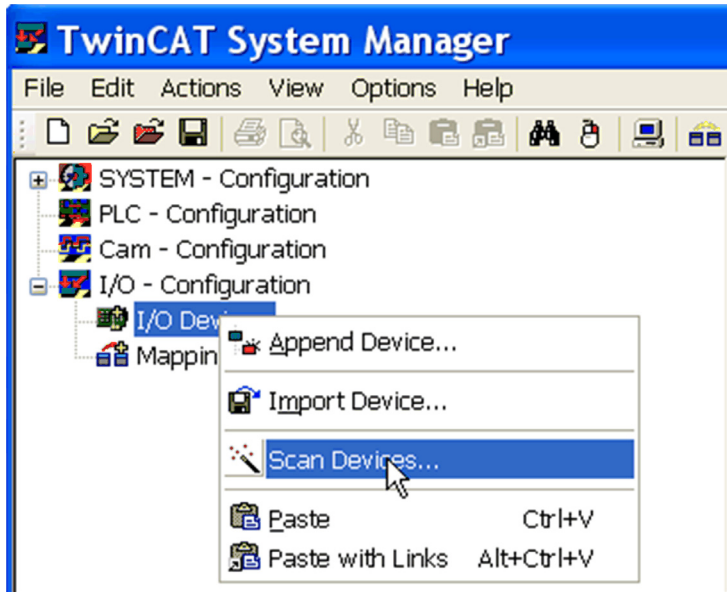 TwinCAT System Manager
File Edit Actions View Options Help
SYSTEM - Configuration
PLC - Configuration
Cam - Configuration
I/O - Configuration
I/O Dev
Mappin
Append Device...
Import Device...
Scan Devices...
Paste Ctrl+V
Paste with Links Alt+Ctrl+V